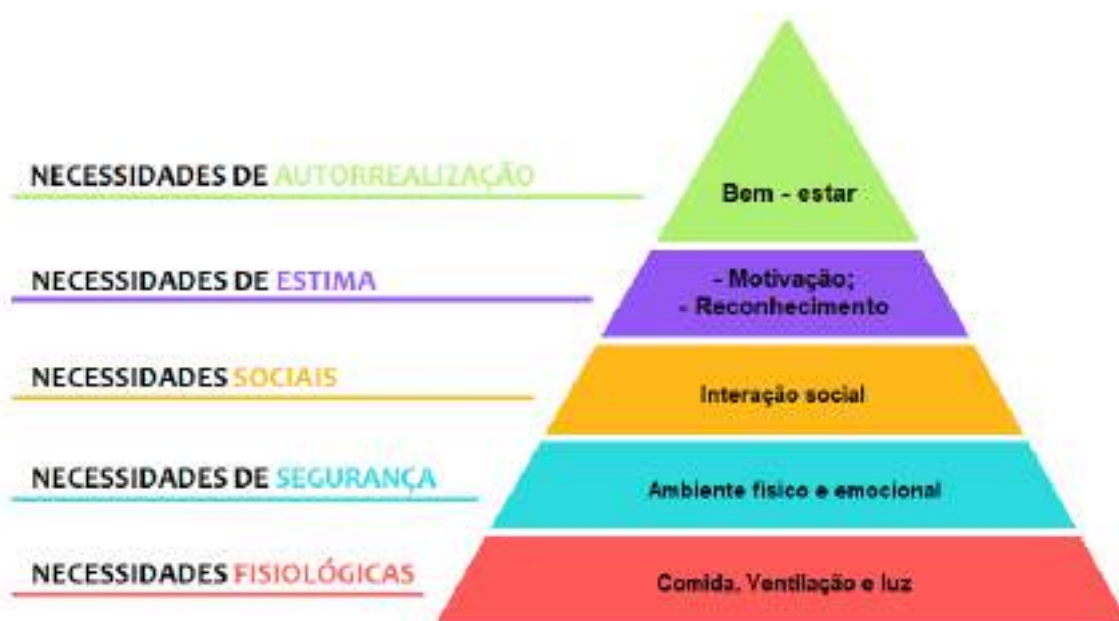 NECESSIDADES DE AUTORREALIZAÇÃO
Bem - estar
NECESSIDADES DE ESTIMA
- Motivação;
- Reconhecimento
NECESSIDADES SOCIAIS
Interação social
NECESSIDADES DE SEGURANÇA
Ambiente fisico e emocional
NECESSIDADES FISIOLÓGICAS
Comida, Ventilação e luz